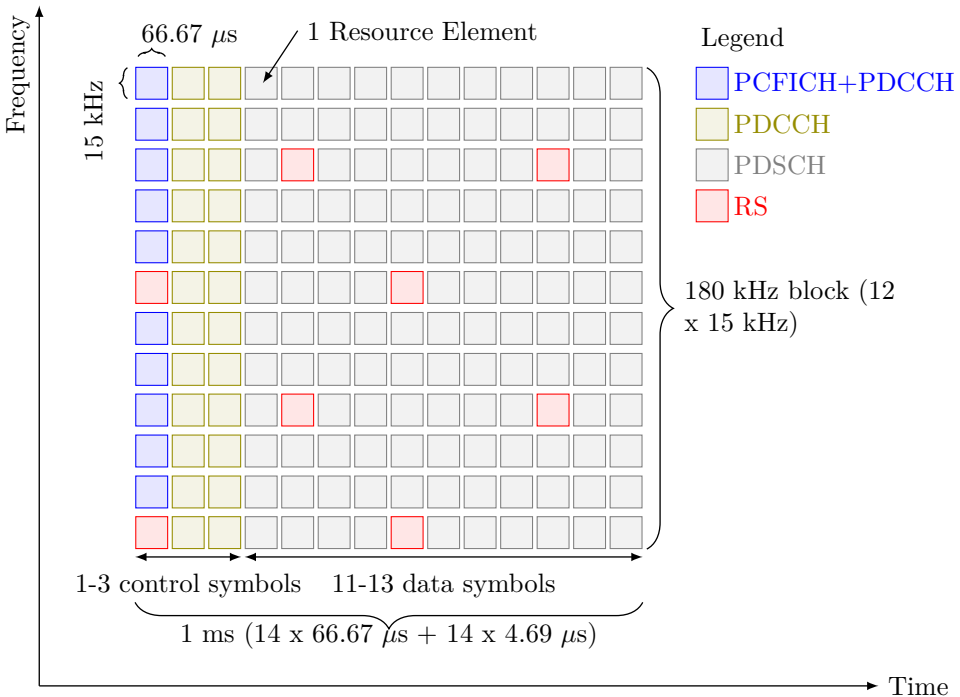 Frequency
66.67 μs
1 Resource Element
15 kHz
Legend
PCFICH+PDCCH
PDCCH
PDSCH
RS
180 kHz block (12
x 15 kHz)
1-3 control symbols
11-13 data symbols
1 ms (14 x 66.67 μs + 14 x 4.69 μs)
Time